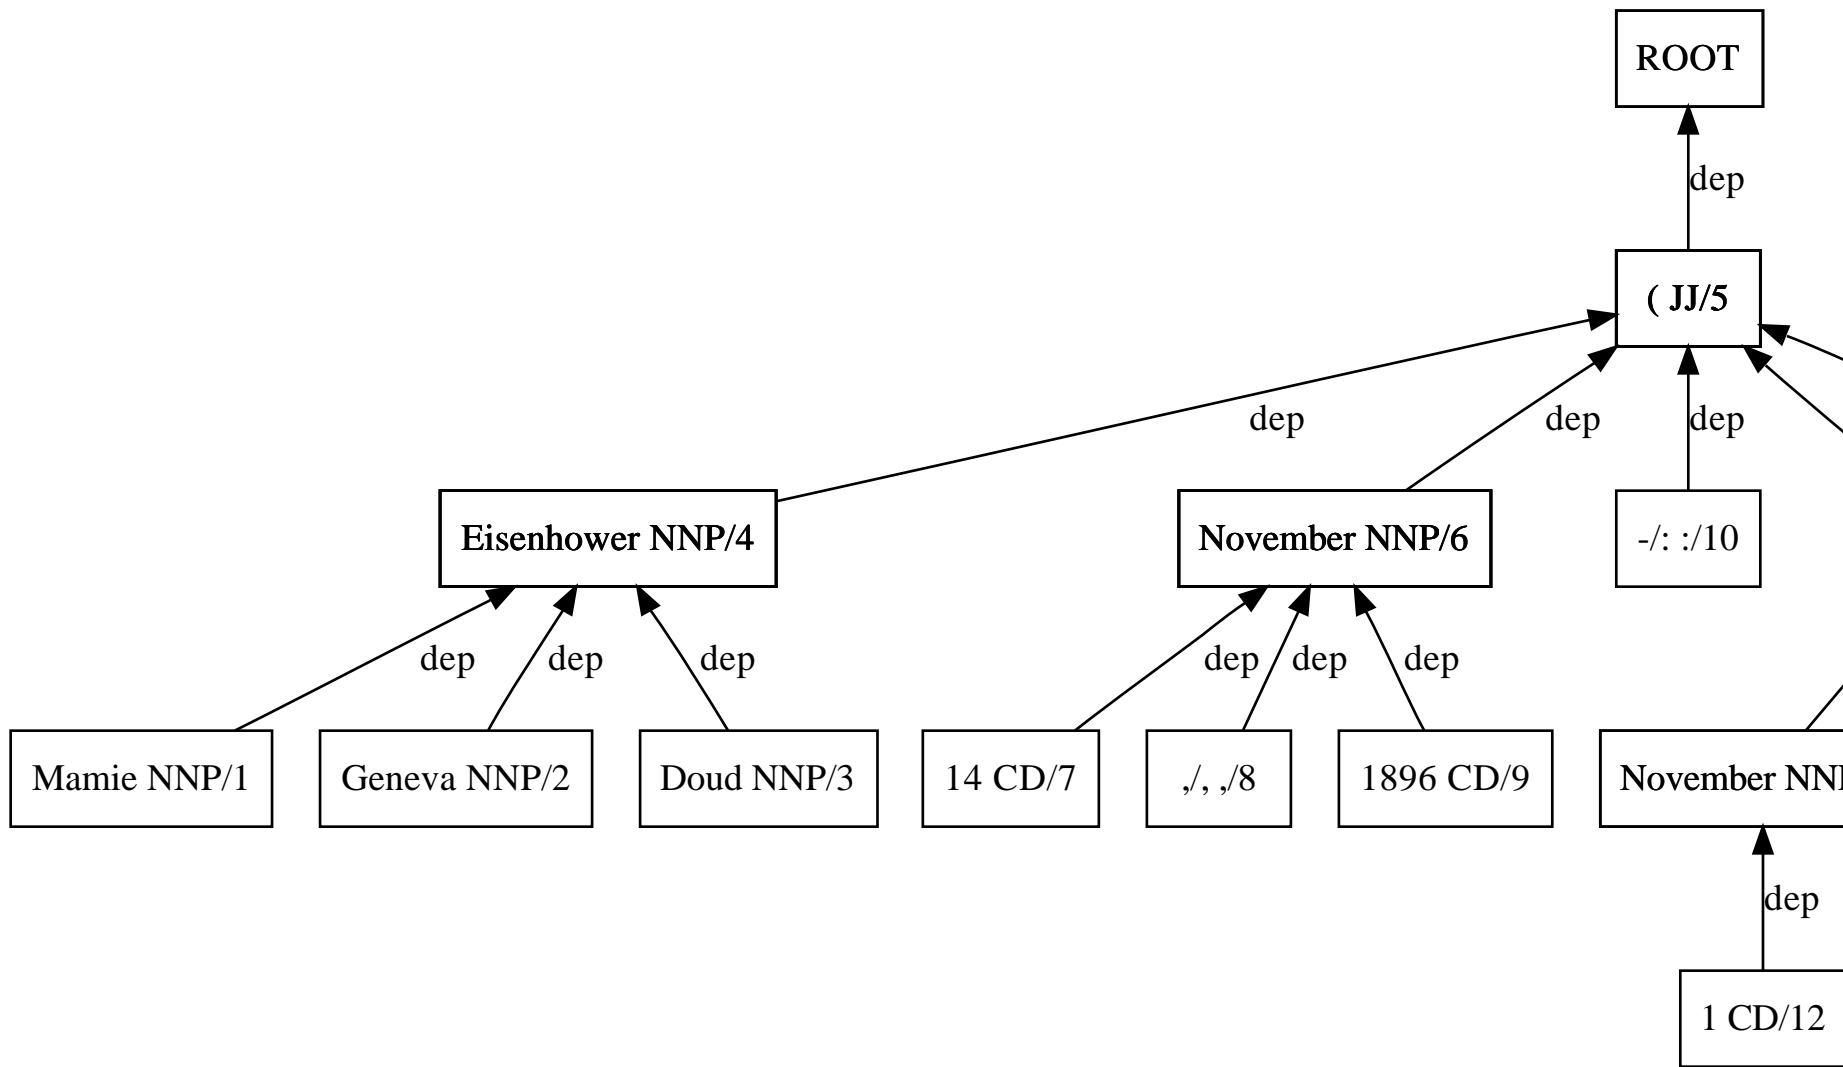 ROOT
dep
( JJ/5
dep
dep
dep
Eisenhower NNP/4
November NNP/6
-/: :/10
dep
dep
dep
dep
dep
dep
Mamie NNP/1
Geneva NNP/2
Doud NNP/3
14 CD/7
,/, ,/8
1896 CD/9
November NN
dep
1 CD/12